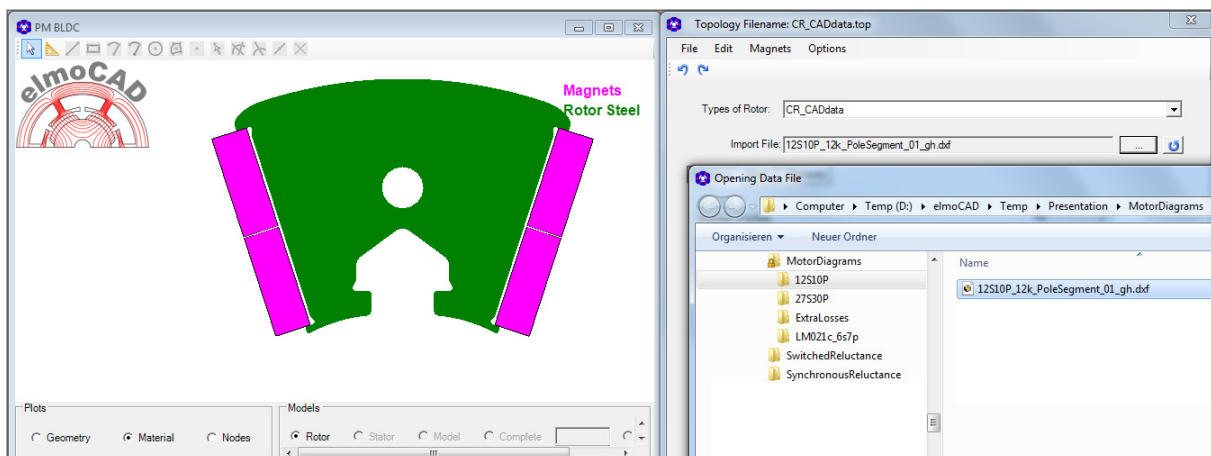 PM BLDC
elmoCAD
Magnets
Rotor Steel
Plots
Geometry
Material
Nodes
Models
Rotor
Stator
Model
Complete
Topology Filename: CR_CADdata.top
File Edit Magnets Options
Types of Rotor: CR_CADdata
Import File: 12S10P_12k_PoleSegment_01_gh.dxf ...
Opening Data File
Computer Temp (D:) elmoCAD Temp Presentation MotorDiagrams
Organisieren Neuer Ordner
MotorDiagrams
12S10P
27S30P
ExtraLosses
LM021c_6s7p
SwitchedReluctance
SynchronousReluctance
Name
12S10P_12k_PoleSegment_01_gh.dxf